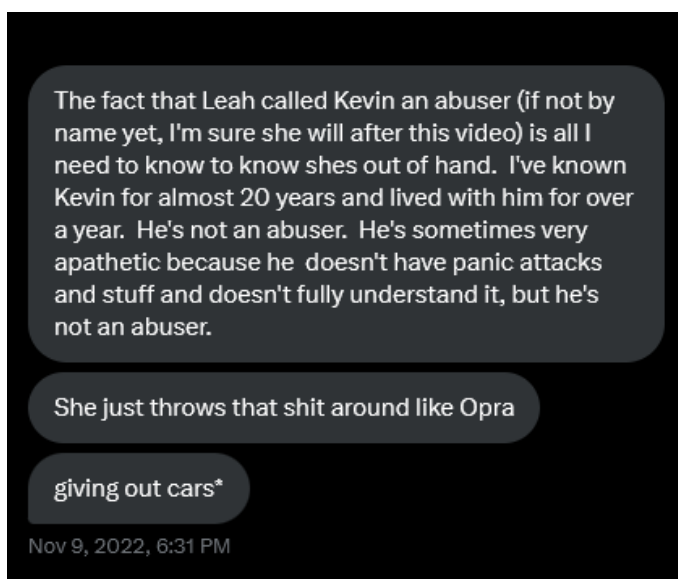 The fact that Leah called Kevin an abuser (if not by
name yet, I'm sure she will after this video) is all I
need to know to know shes out of hand.  I've known
Kevin for almost 20 years and lived with him for over
a year.  He's not an abuser.  He's sometimes very
apathetic because he  doesn't have panic attacks
and stuff and doesn't fully understand it, but he's
not an abuser.
She just throws that shit around like Opra
giving out cars*
Nov 9, 2022, 6:31 PM